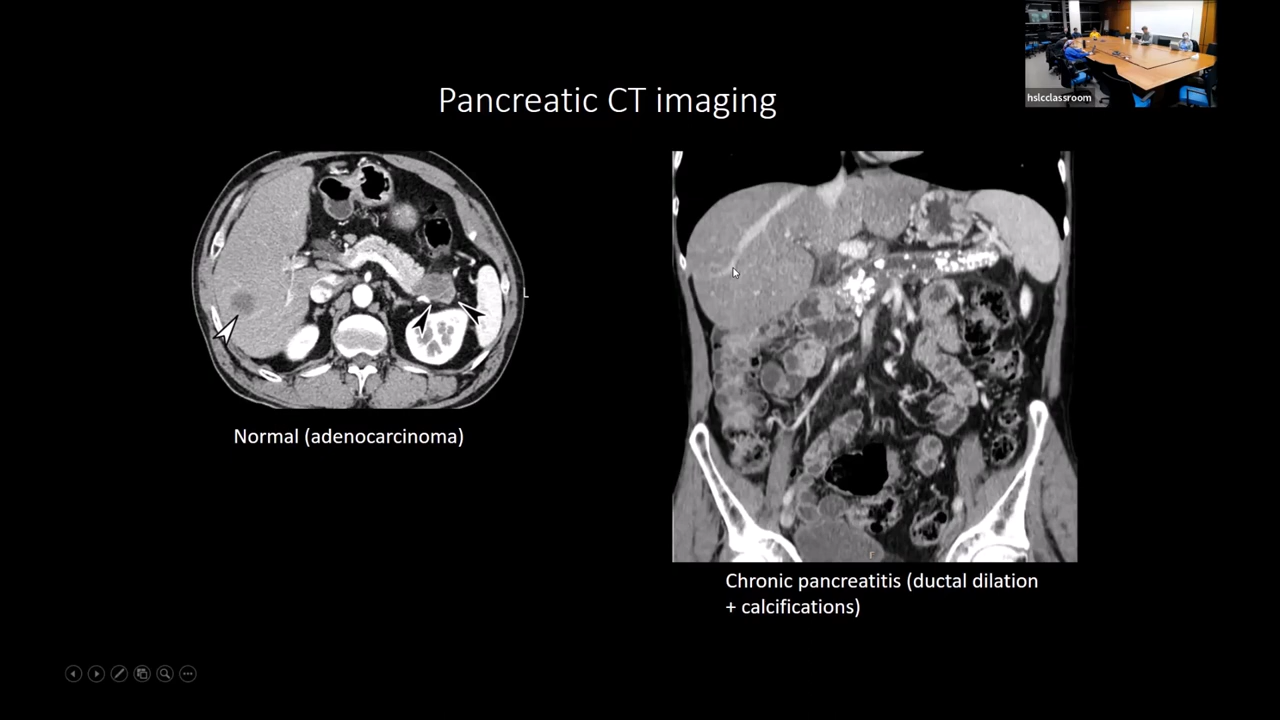 hslcclassroom
Pancreatic CT imaging
L
Normal (adenocarcinoma)
Chronic pancreatitis (ductal dilation
+ calcifications)